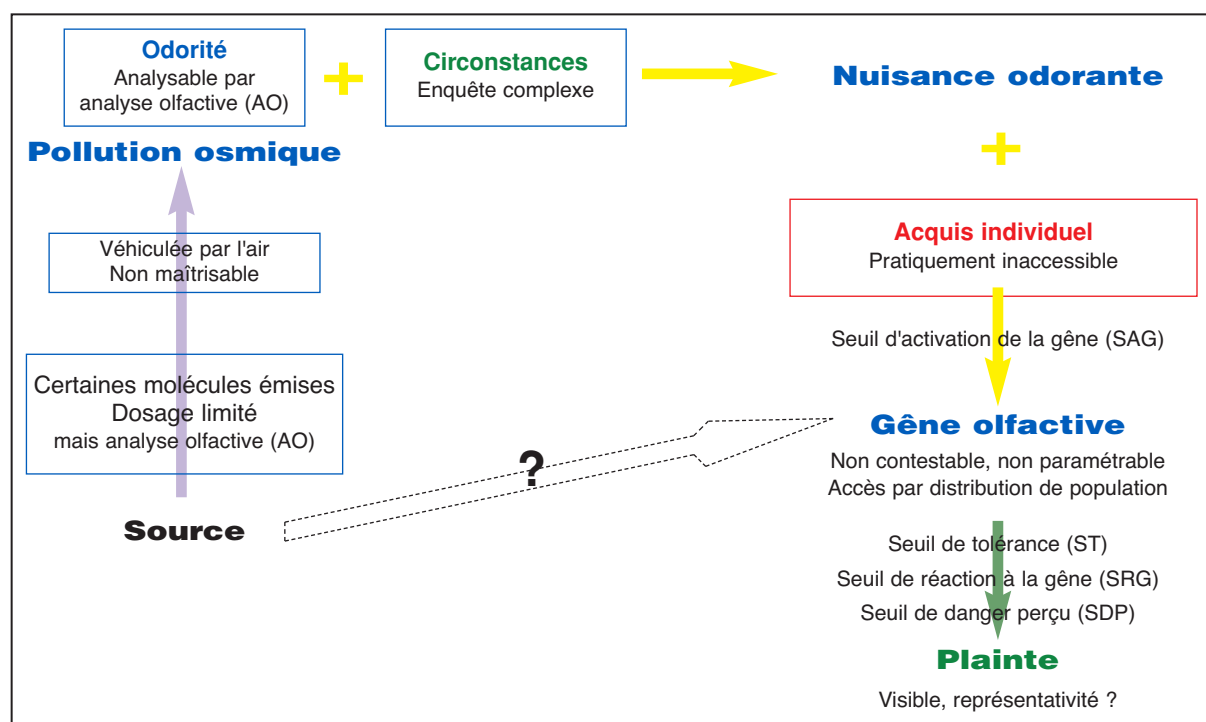 Odorité
Analysable par
analyse olfactive (AO)
+
Circonstances
Enquête complexe
Nuisance odorante
+
Pollution osmique
Acquis individuel
Pratiquement inaccessible
Véhiculée par l'air
Non maîtrisable
Seuil d'activation de la gêne (SAG)
Certaines molécules émises
Dosage limité
mais analyse olfactive (AO)
Gêne olfactive
Non contestable, non paramétrable
Accès par distribution de population
?
Source
Seuil de tolérance (ST)
Seuil de réaction à la gêne (SRG)
Seuil de danger perçu (SDP)
Plainte
Visible, représentativité ?